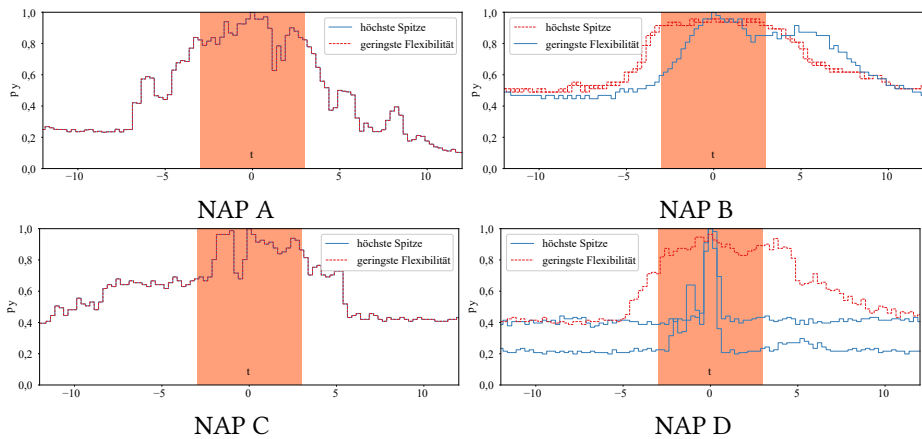 1,0
0,8
0,6
0,4
0,2
0,0
p y
höchste Spitze
geringste Flexibilität
t
−10
−5
0
5
10
NAP A
1,0
0,8
0,6
0,4
0,2
0,0
p y
höchste Spitze
geringste Flexibilität
t
−10
−5
0
5
10
NAP B
1,0
0,8
0,6
0,4
0,2
0,0
p y
höchste Spitze
geringste Flexibilität
t
−10
−5
0
5
10
NAP C
1,0
0,8
0,6
0,4
0,2
0,0
p y
höchste Spitze
geringste Flexibilität
t
−10
−5
0
5
10
NAP D